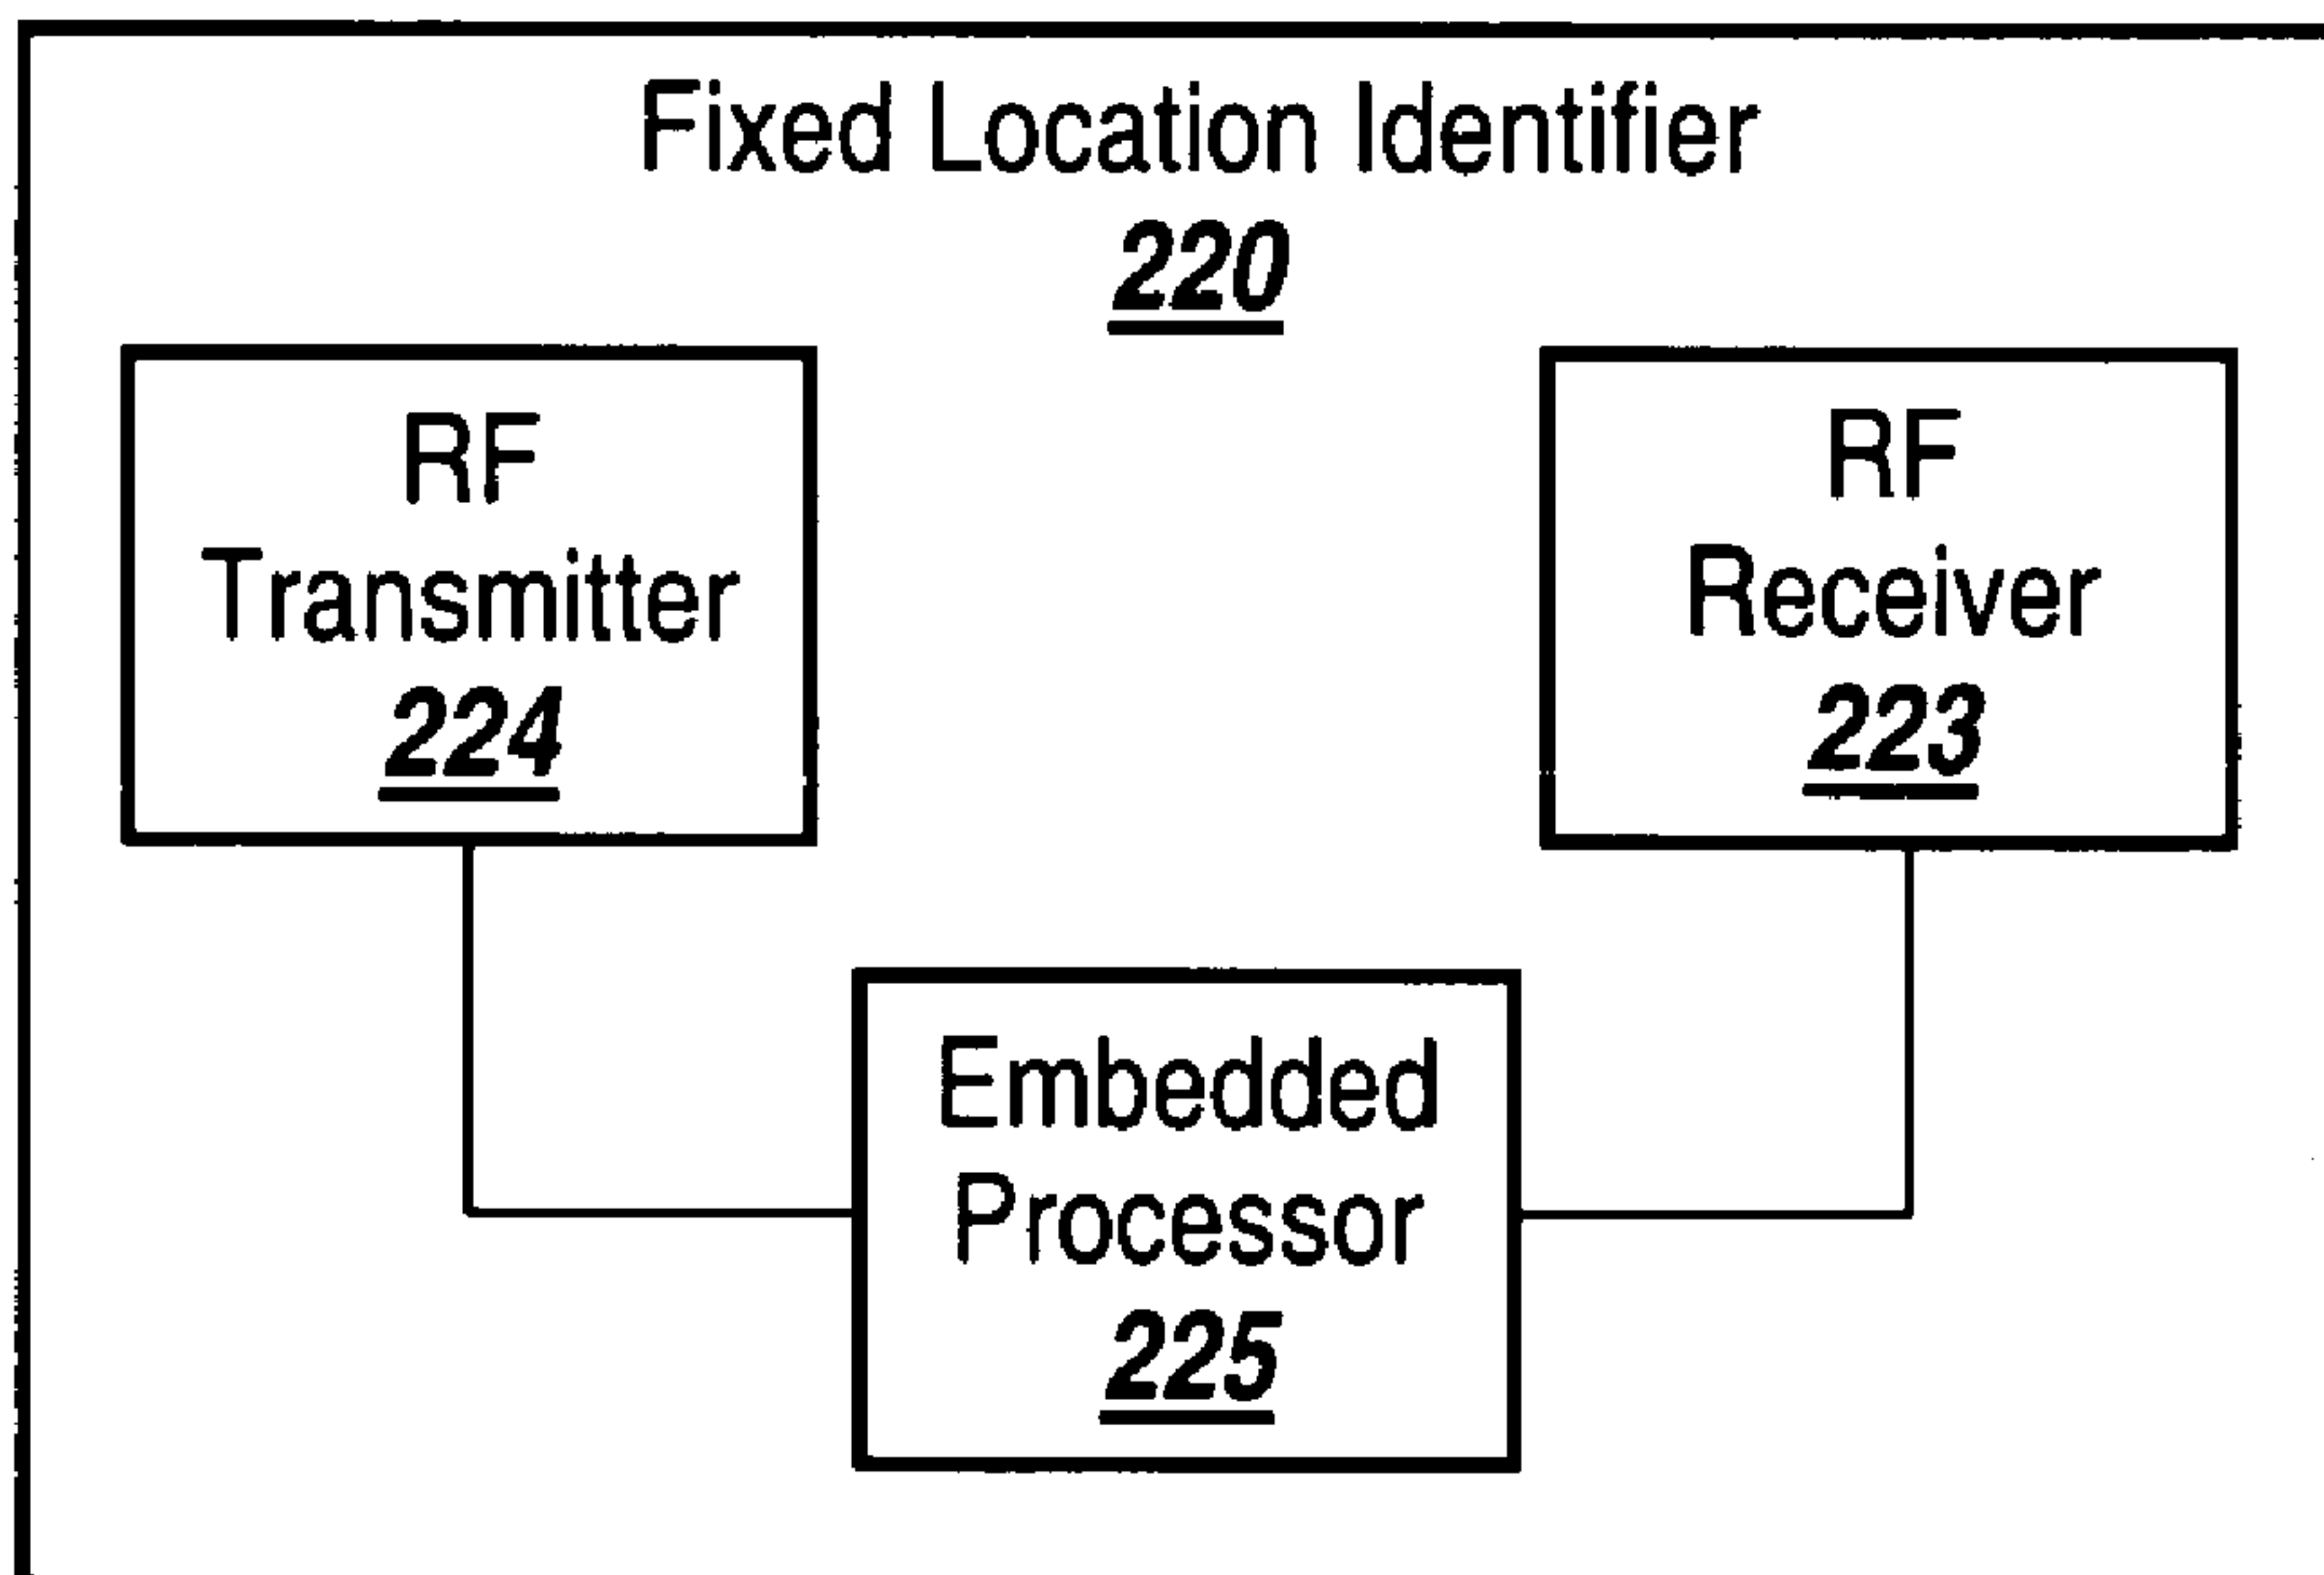 Fixed Location Identifier
220
RF
Transmitter
224
RF
Receiver
223
Embedded
Processor
225